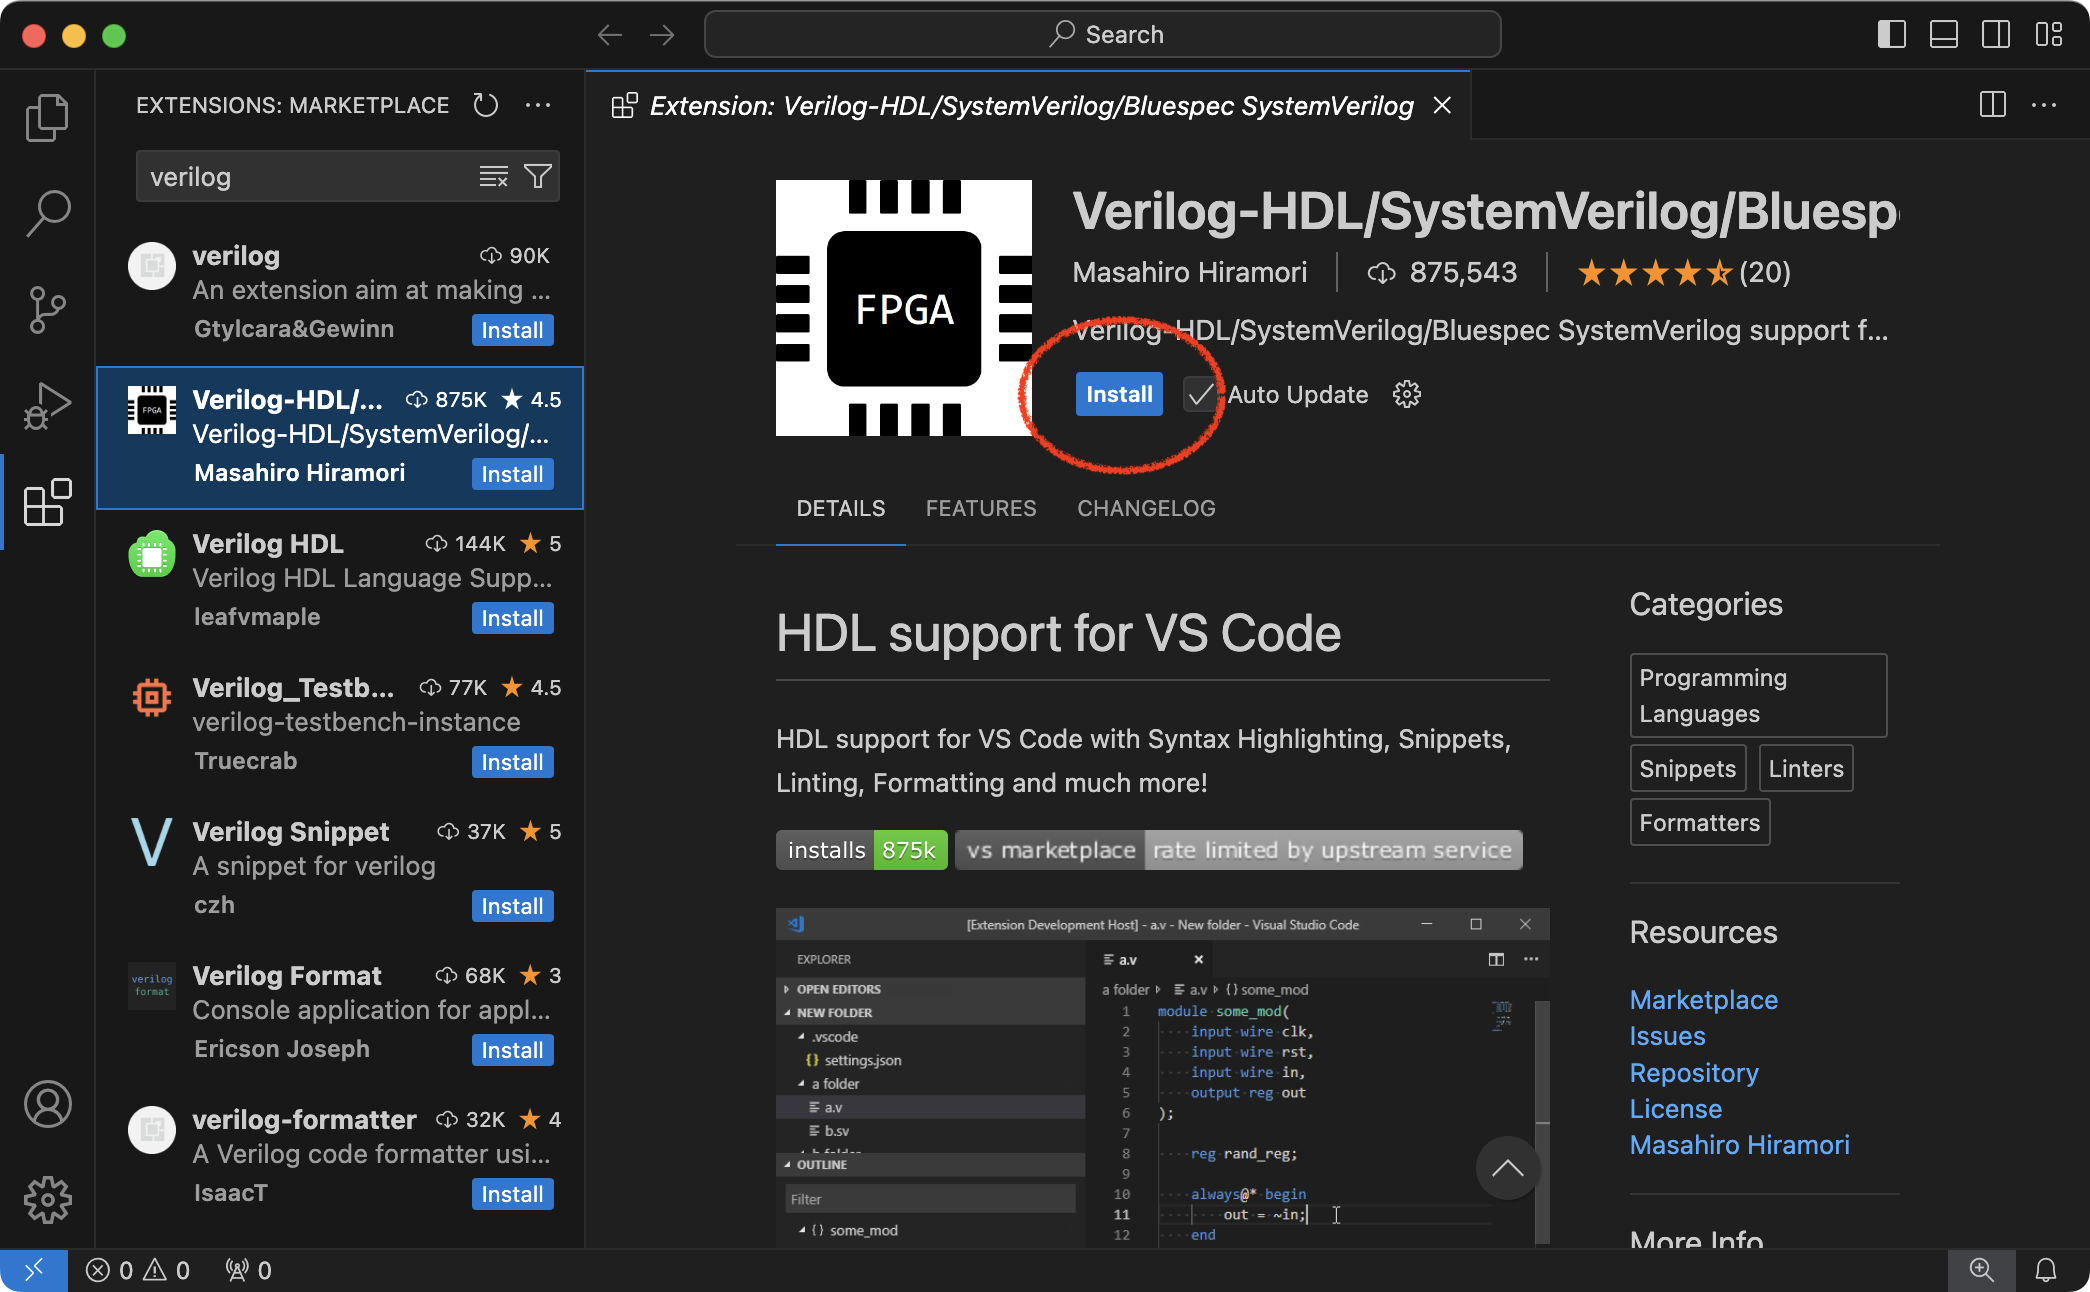 Search
EXTENSIONS: MARKETPLACE
verilog
verilog 90K
An extension aim at making ...
Gtylcara&Gewinn Install
FPGA
Verilog-HDL/... 875K 4.5
Verilog-HDL/SystemVerilog/...
Masahiro Hiramori Install
Verilog HDL 144K 5
Verilog HDL Language Supp...
leafvmaple Install
Verilog_Testb... 77K 4.5
verilog-testbench-instance
Truecrab Install
V
Verilog Snippet 37K 5
A snippet for verilog
czh Install
verilog
format
Verilog Format 68K 3
Console application for appl...
Ericson Joseph Install
verilog-formatter 32K 4
A Verilog code formatter usi...
IsaacT Install
Extension: Verilog-HDL/SystemVerilog/Bluespec SystemVerilog
FPGA
Verilog-HDL/SystemVerilog/Bluesp
Masahiro Hiramori 875,543 (20)
Verilog-HDL/SystemVerilog/Bluespec SystemVerilog support f...
Install Auto Update
DETAILS FEATURES CHANGELOG
HDL support for VS Code
HDL support for VS Code with Syntax Highlighting, Snippets,
Linting, Formatting and much more!
installs 875k vs marketplace rate limited by upstream service
[Extension Development Host] - a.v - New folder - Visual Studio Code
EXPLORER
OPEN EDITORS
NEW FOLDER
.vscode
{} settings.json
a folder
a.v
b.sv
OUTLINE
Filter
{} some_mod
a.v
a folder a.v {} some_mod
1 module some_mod(
2 input wire clk,
3 input wire rst,
4 input wire in,
5 output reg out
6 );
7
8 reg rand_reg;
9
10 always@* begin
11 out = ~in;
12 end
Categories
Programming
Languages
Snippets Linters
Formatters
Resources
Marketplace
Issues
Repository
License
Masahiro Hiramori
More Info
0 0 0